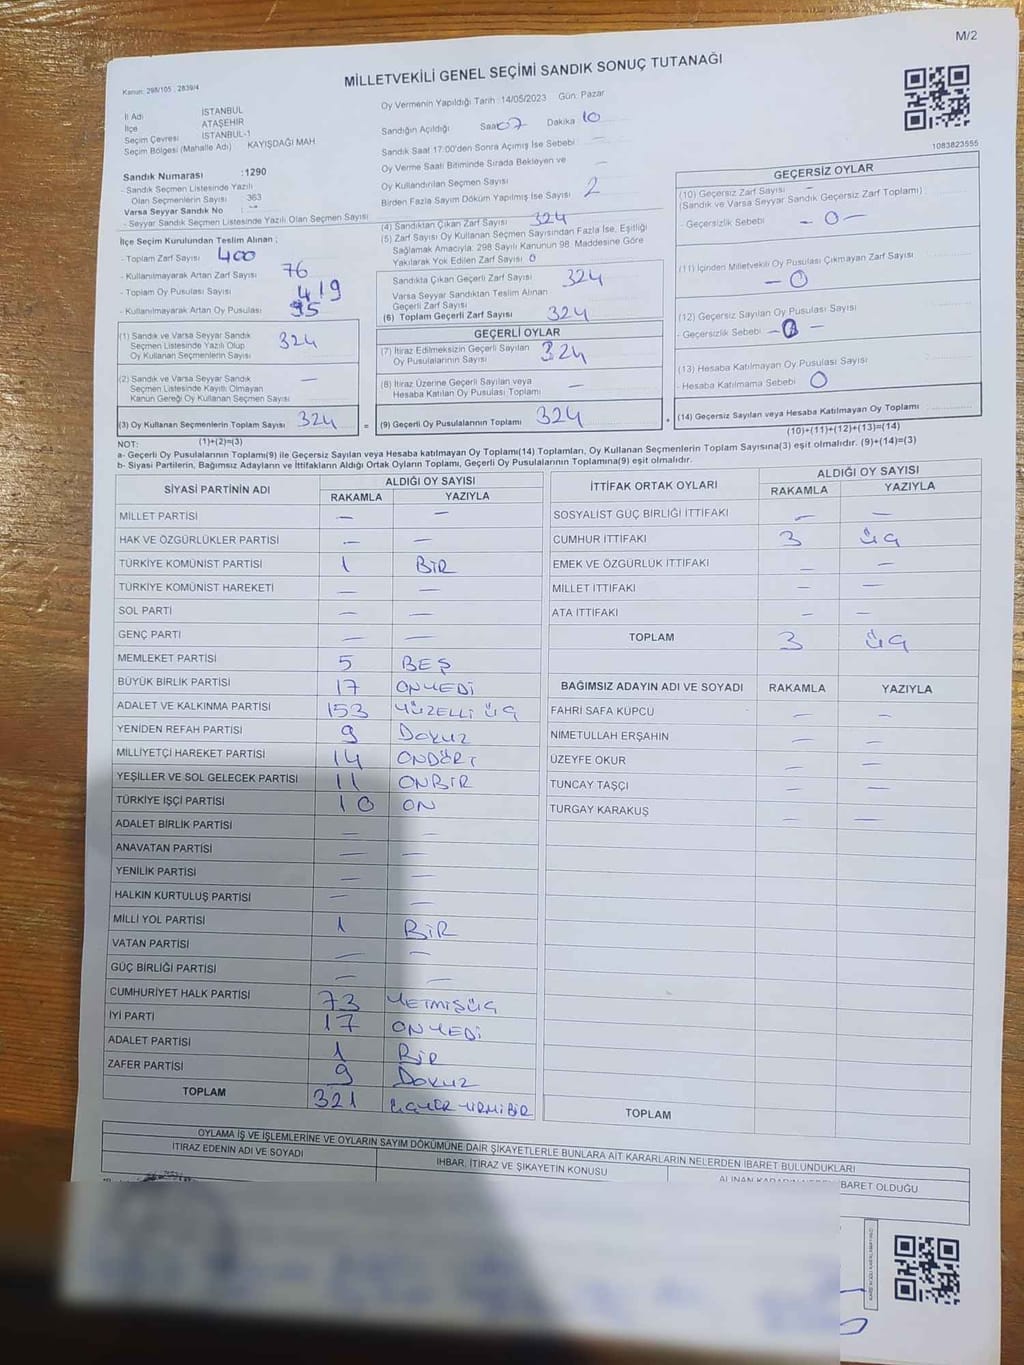 M/2
Kanun: 298/105 , 2839/4
MİLLETVEKİLİ GENEL SEÇİMİ SANDIK SONUÇ TUTANAĞI
İl Adı İSTANBUL
İlçe ATAŞEHİR
Seçim Çevresi İSTANBUL-1
Seçim Bölgesi (Mahalle Adı) KAYIŞDAĞI MAH
Sandık Numarası :1290
- Sandık Seçmen Listesinde Yazılı
Olan Seçmenlerin Sayısı : 363
Varsa Seyyar Sandık No : --
- Seyyar Sandık Seçmen Listesinde Yazılı Olan Seçmen Sayısı
Oy Vermenin Yapıldığı Tarih :14/05/2023 Gün: Pazar
Sandığın Açıldığı Saat 07 Dakika 10
Sandık Saat 17:00'den Sonra Açımış İse Sebebi : —
Oy Verme Saati Bitiminde Sırada Bekleyen ve
Oy Kullandırılan Seçmen Sayısı —
Birden Fazla Sayım Döküm Yapılmış İse Sayısı 2
1083823555
İlçe Seçim Kurulundan Teslim Alınan ;
- Toplam Zarf Sayısı 400
- Kullanılmayarak Artan Zarf Sayısı 76
- Toplam Oy Pusulası Sayısı 419
- Kullanılmayarak Artan Oy Pusulası 95
(1) Sandık ve Varsa Seyyar Sandık
Seçmen Listesinde Yazılı Olup
Oy Kullanan Seçmenlerin Sayısı 324
(2) Sandık ve Varsa Seyyar Sandık
Seçmen Listesinde Kayıtlı Olmayan
Kanun Gereği Oy Kullanan Seçmen Sayısı —
(3) Oy Kullanan Seçmenlerin Toplam Sayısı 324
(1)+(2)=(3)
(4) Sandıktan Çıkan Zarf Sayısı 324
(5) Zarf Sayısı Oy Kullanan Seçmen Sayısından Fazla İse, Eşitliği
Sağlamak Amacıyla; 298 Sayılı Kanunun 98. Maddesine Göre
Yakılarak Yok Edilen Zarf Sayısı 0
Sandıkta Çıkan Geçerli Zarf Sayısı 324
Varsa Seyyar Sandıktan Teslim Alınan
Geçerli Zarf Sayısı
(6) Toplam Geçerli Zarf Sayısı 324
GEÇERLİ OYLAR
(7) İtiraz Edilmeksizin Geçerli Sayılan
Oy Pusulalarının Sayısı 324
(8) İtiraz Üzerine Geçerli Sayılan veya
Hesaba Katılan Oy Pusulası Toplamı —
= (9) Geçerli Oy Pusulalarının Toplamı 324
GEÇERSİZ OYLAR
(10) Geçersiz Zarf Sayısı —
(Sandık ve Varsa Seyyar Sandık Geçersiz Zarf Toplamı) :
- Geçersizlik Sebebi — 0 —
(11) İçinden Milletvekili Oy Pusulası Çıkmayan Zarf Sayısı
— 0
(12) Geçersiz Sayılan Oy Pusulası Sayısı
- Geçersizlik Sebebi — 0 —
(13) Hesaba Katılmayan Oy Pusulası Sayısı
- Hesaba Katılmama Sebebi 0
+ (14) Geçersiz Sayılan veya Hesaba Katılmayan Oy Toplamı
(10)+(11)+(12)+(13)=(14)
NOT:
a- Geçerli Oy Pusulalarının Toplamı(9) ile Geçersiz Sayılan veya Hesaba katılmayan Oy Toplamı(14) Toplamları, Oy Kullanan Seçmenlerin Toplam Sayısına(3) eşit olmalıdır. (9)+(14)=(3)
b- Siyasi Partilerin, Bağımsız Adayların ve İttifakların Aldığı Ortak Oyların Toplamı, Geçerli Oy Pusulalarının Toplamına(9) eşit olmalıdır.
SİYASİ PARTİNİN ADI ALDIĞI OY SAYISI
RAKAMLA YAZIYLA
MİLLET PARTİSİ — —
HAK VE ÖZGÜRLÜKLER PARTİSİ — —
TÜRKİYE KOMÜNİST PARTİSİ 1 BİR
TÜRKİYE KOMÜNİST HAREKETİ — —
SOL PARTİ — —
GENÇ PARTİ — —
MEMLEKET PARTİSİ 5 BEŞ
BÜYÜK BİRLİK PARTİSİ 17 ONYEDİ
ADALET VE KALKINMA PARTİSİ 153 YÜZELLİ ÜÇ
YENİDEN REFAH PARTİSİ 9 DOKUZ
MİLLİYETÇİ HAREKET PARTİSİ 14 ONDÖRT
YEŞİLLER VE SOL GELECEK PARTİSİ 11 ONBİR
TÜRKİYE İŞÇİ PARTİSİ 10 ON
ADALET BİRLİK PARTİSİ — —
ANAVATAN PARTİSİ — —
YENİLİK PARTİSİ — —
HALKIN KURTULUŞ PARTİSİ — —
MİLLİ YOL PARTİSİ 1 BİR
VATAN PARTİSİ — —
GÜÇ BİRLİĞİ PARTİSİ — —
CUMHURİYET HALK PARTİSİ 73 YETMİŞÜÇ
İYİ PARTİ 17 ONYEDİ
ADALET PARTİSİ 1 BİR
ZAFER PARTİSİ 9 DOKUZ
TOPLAM 321 ÜÇYÜZ YİRMİBİR
İTTİFAK ORTAK OYLARI ALDIĞI OY SAYISI
RAKAMLA YAZIYLA
SOSYALİST GÜÇ BİRLİĞİ İTTİFAKI — —
CUMHUR İTTİFAKI 3 ÜÇ
EMEK VE ÖZGÜRLÜK İTTİFAKI — —
MİLLET İTTİFAKI — —
ATA İTTİFAKI — —
TOPLAM 3 ÜÇ
BAĞIMSIZ ADAYIN ADI VE SOYADI RAKAMLA YAZIYLA
FAHRİ SAFA KÜPCÜ — —
NİMETULLAH ERŞAHİN — —
ÜZEYFE OKUR — —
TUNCAY TAŞÇI — —
TURGAY KARAKUŞ — —
TOPLAM
OYLAMA İŞ VE İŞLEMLERİNE VE OYLARIN SAYIM DÖKÜMÜNE DAİR ŞİKAYETLERLE BUNLARA AİT KARARLARIN NELERDEN İBARET BULUNDUKLARI
İTİRAZ EDENİN ADI VE SOYADI
İHBAR, İTİRAZ VE ŞİKAYETİN KONUSU
ALINAN KARARIN NEDEN İBARET OLDUĞU